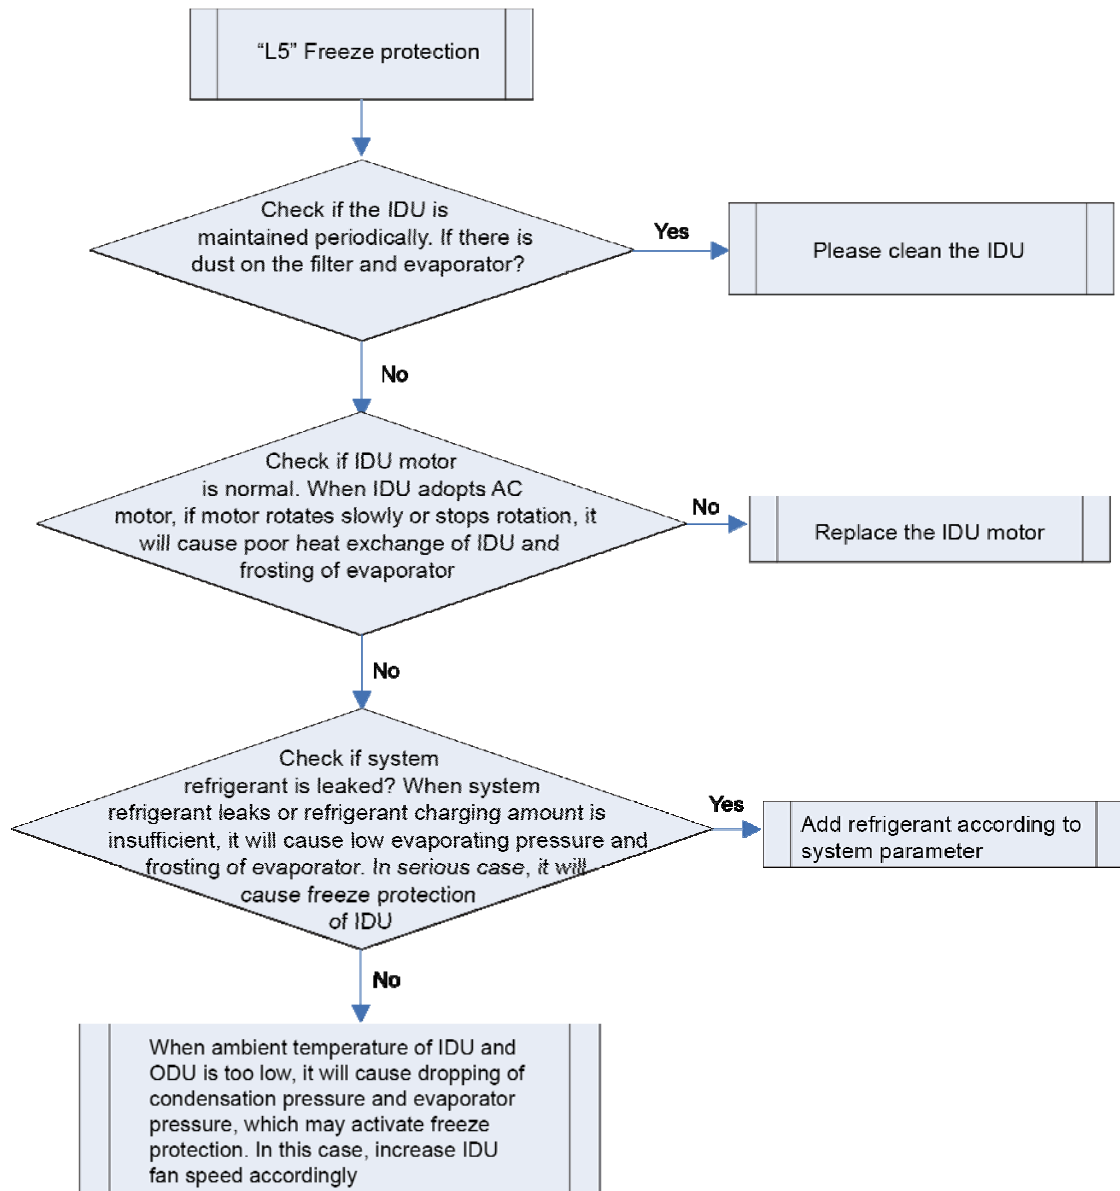 “L5” Freeze protection
Check if the IDU is
maintained periodically. If there is
dust on the filter and evaporator?
Yes
Please clean the IDU
No
Check if IDU motor
is normal. When IDU adopts AC
motor, if motor rotates slowly or stops rotation, it
will cause poor heat exchange of IDU and
frosting of evaporator
No
Replace the IDU motor
No
Check if system
refrigerant is leaked? When system
refrigerant leaks or refrigerant charging amount is
insufficient, it will cause low evaporating pressure and
frosting of evaporator. In serious case, it will
cause freeze protection
of IDU
Yes
Add refrigerant according to
system parameter
No
When ambient temperature of IDU and
ODU is too low, it will cause dropping of
condensation pressure and evaporator
pressure, which may activate freeze
protection. In this case, increase IDU
fan speed accordingly